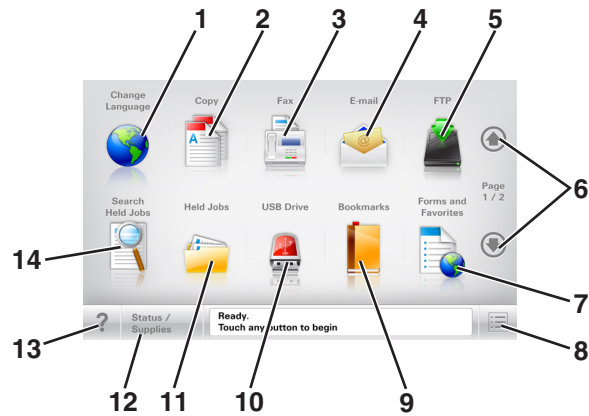 1
2
3
4
5
Change
Language
Copy
Fax
E-mail
FTP
6
Page
1 / 2
Search
Held Jobs
Held Jobs
USB Drive
Bookmarks
Forms and
Favorites
A
@
14
7
?
Status /
Supplies
Ready.
Touch any button to begin
13
12
11
10
9
8